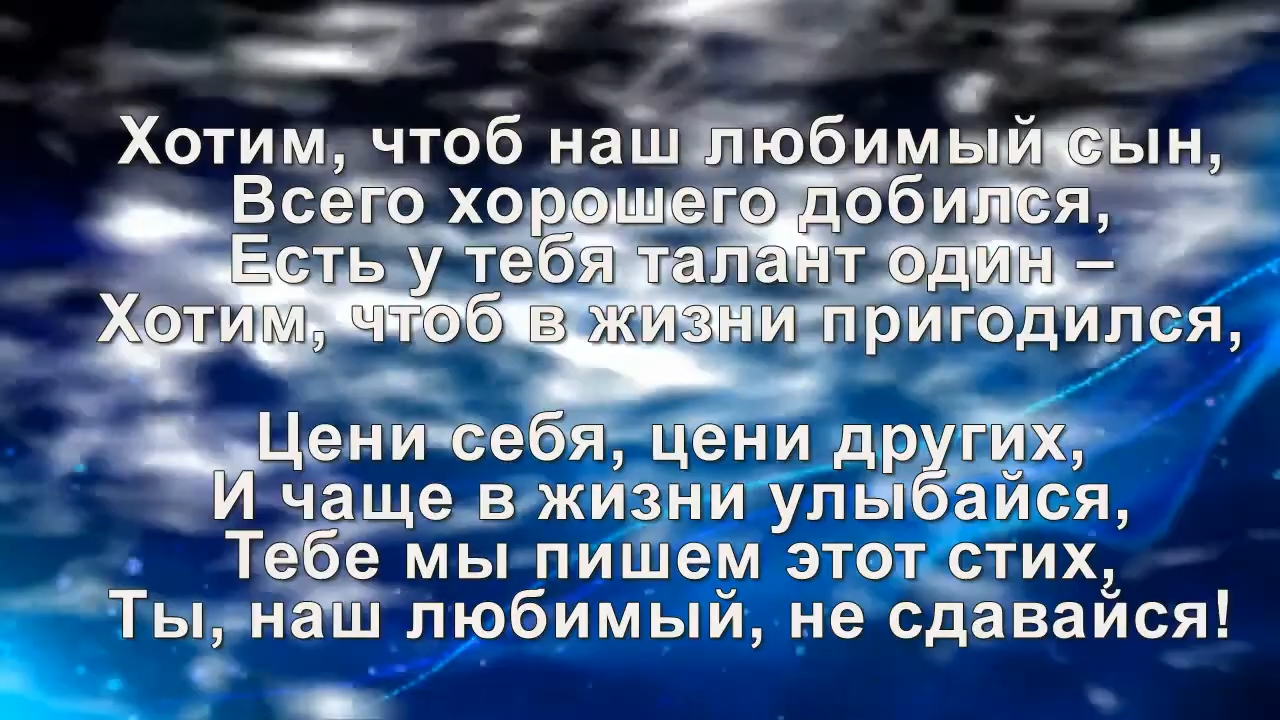 Хотим, чтоб наш любимый сын,
Всего хорошего добился,
Есть у тебя талант один –
Хотим, чтоб в жизни пригодился,
Цени себя, цени других,
И чаще в жизни улыбайся,
Тебе мы пишем этот стих,
Ты, наш любимый, не сдавайся!